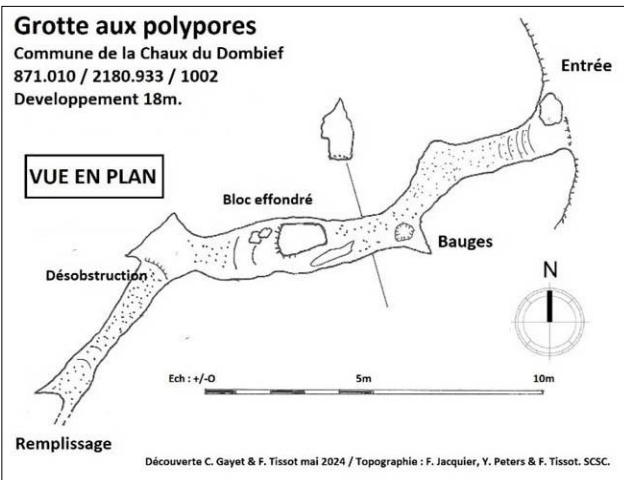 Grotte aux polypores
Commune de la Chaux du Dombief
871.010 / 2180.933 / 1002
Developpement 18m.
Entrée
VUE EN PLAN
Bloc effondré
Bauges
Désobstruction
N
Ech : +/-O 5m 10m
Remplissage
Découverte C. Gayet & F. Tissot mai 2024 / Topographie : F. Jacquier, Y. Peters & F. Tissot. SCSC.